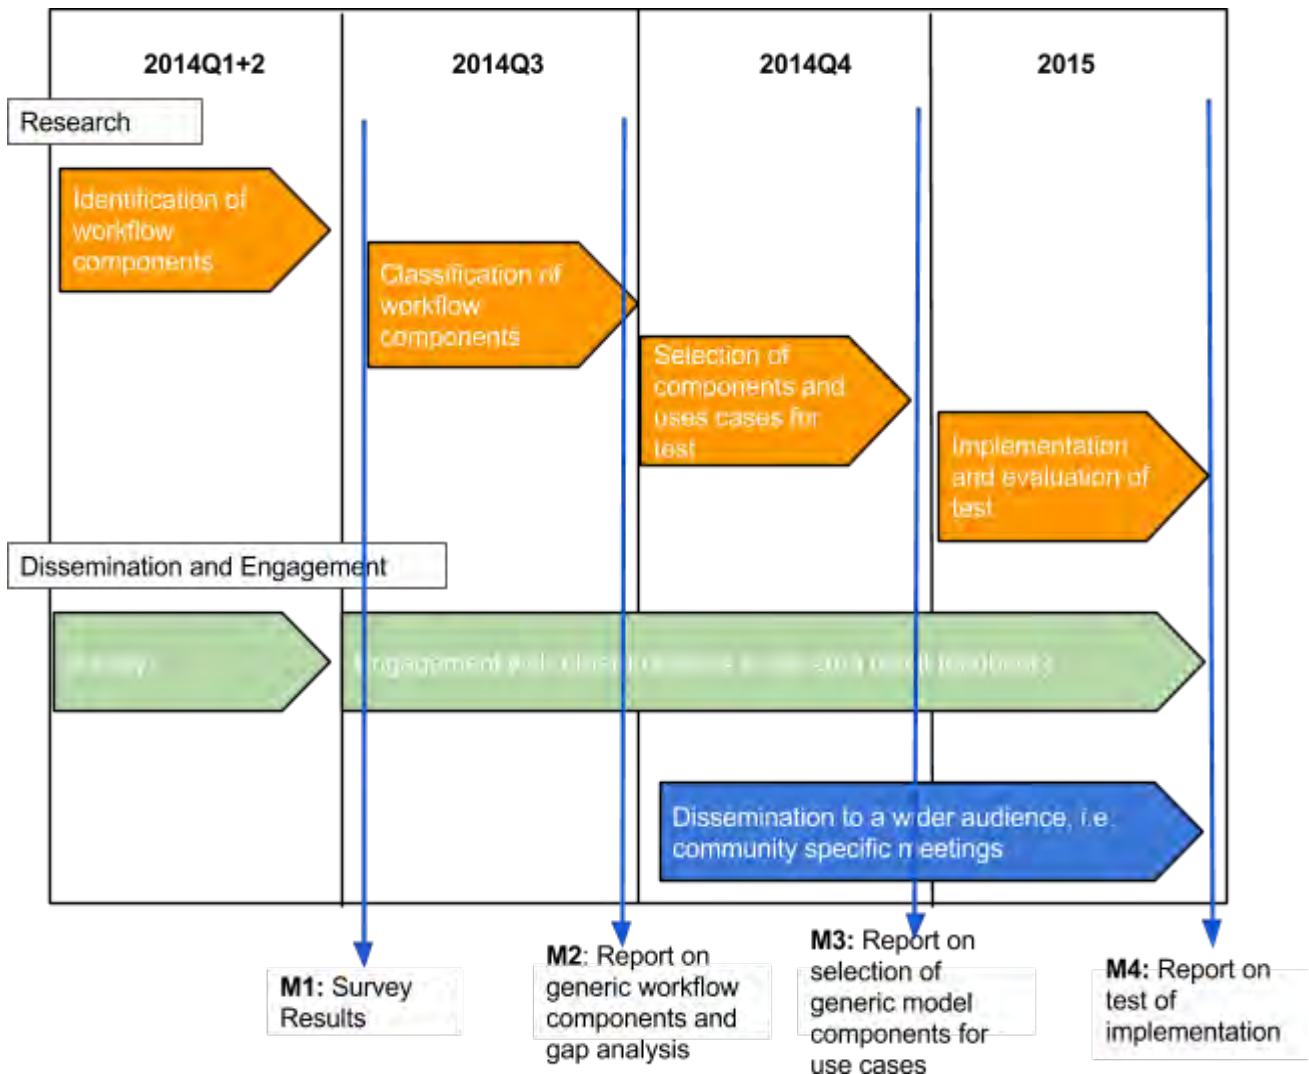 2014Q1+2
2014Q3
2014Q4
2015
Research
Identification of
workflow
components
Classification of
workflow
components
Selection of
components and
uses cases for
test
Implementation
and evaluation of
test
Dissemination and Engagement
Engagement
Dissemination to a wider audience, i.e.
community specific meetings
M1: Survey
Results
M2: Report on
generic workflow
components and
gap analysis
M3: Report on
selection of
generic model
components for
use cases
M4: Report on
test of
implementation